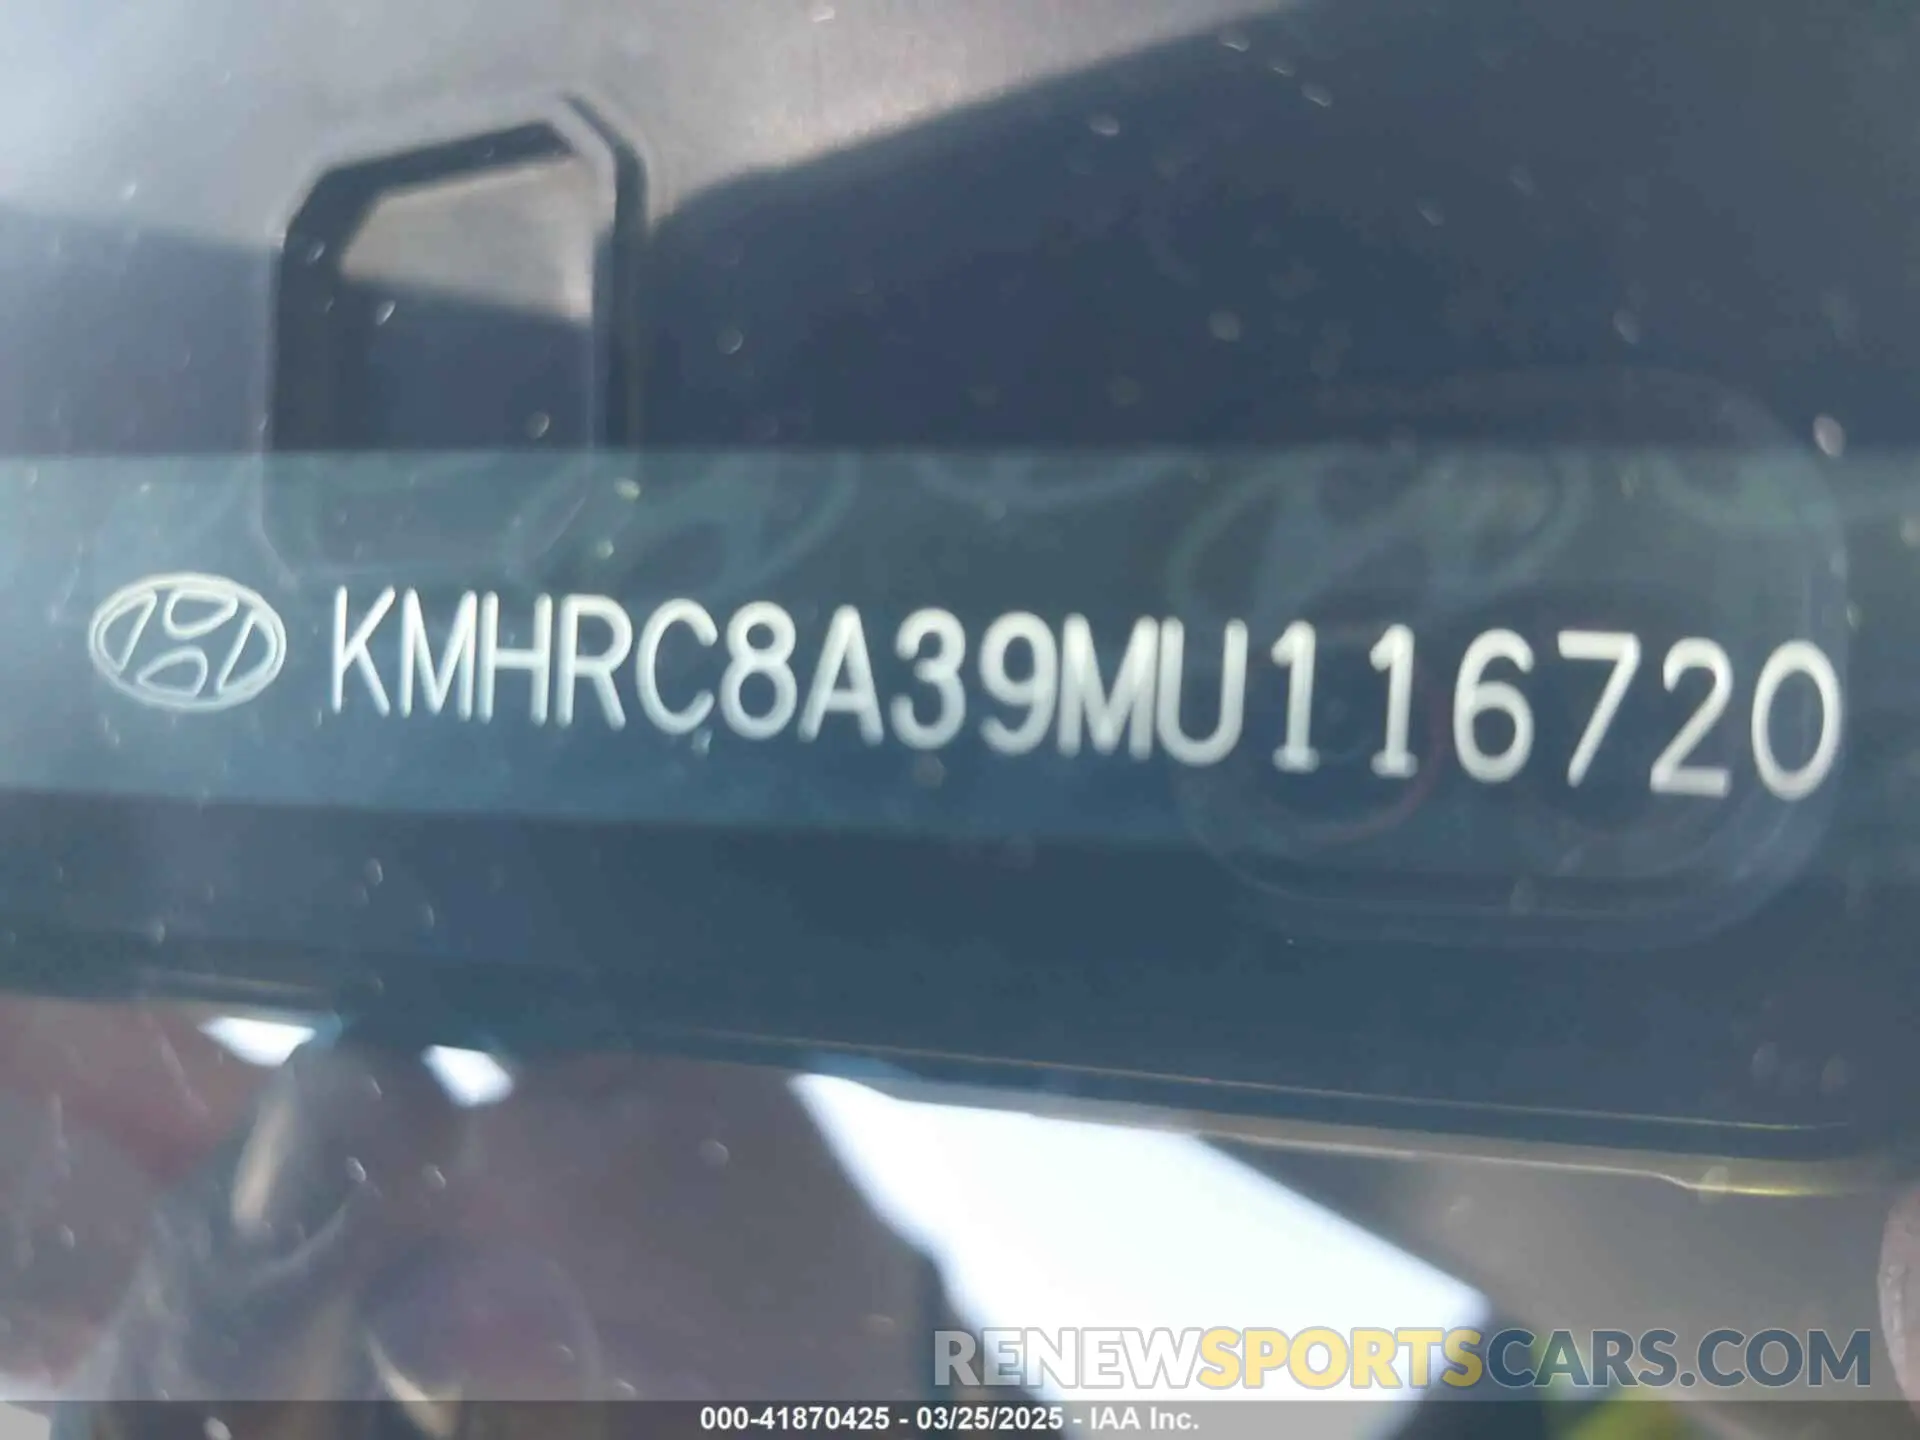 KMHRC8A39MU116720
RENEWSPORTSCARS.COM
000-41870425 - 03/25/2025 - IAA Inc.